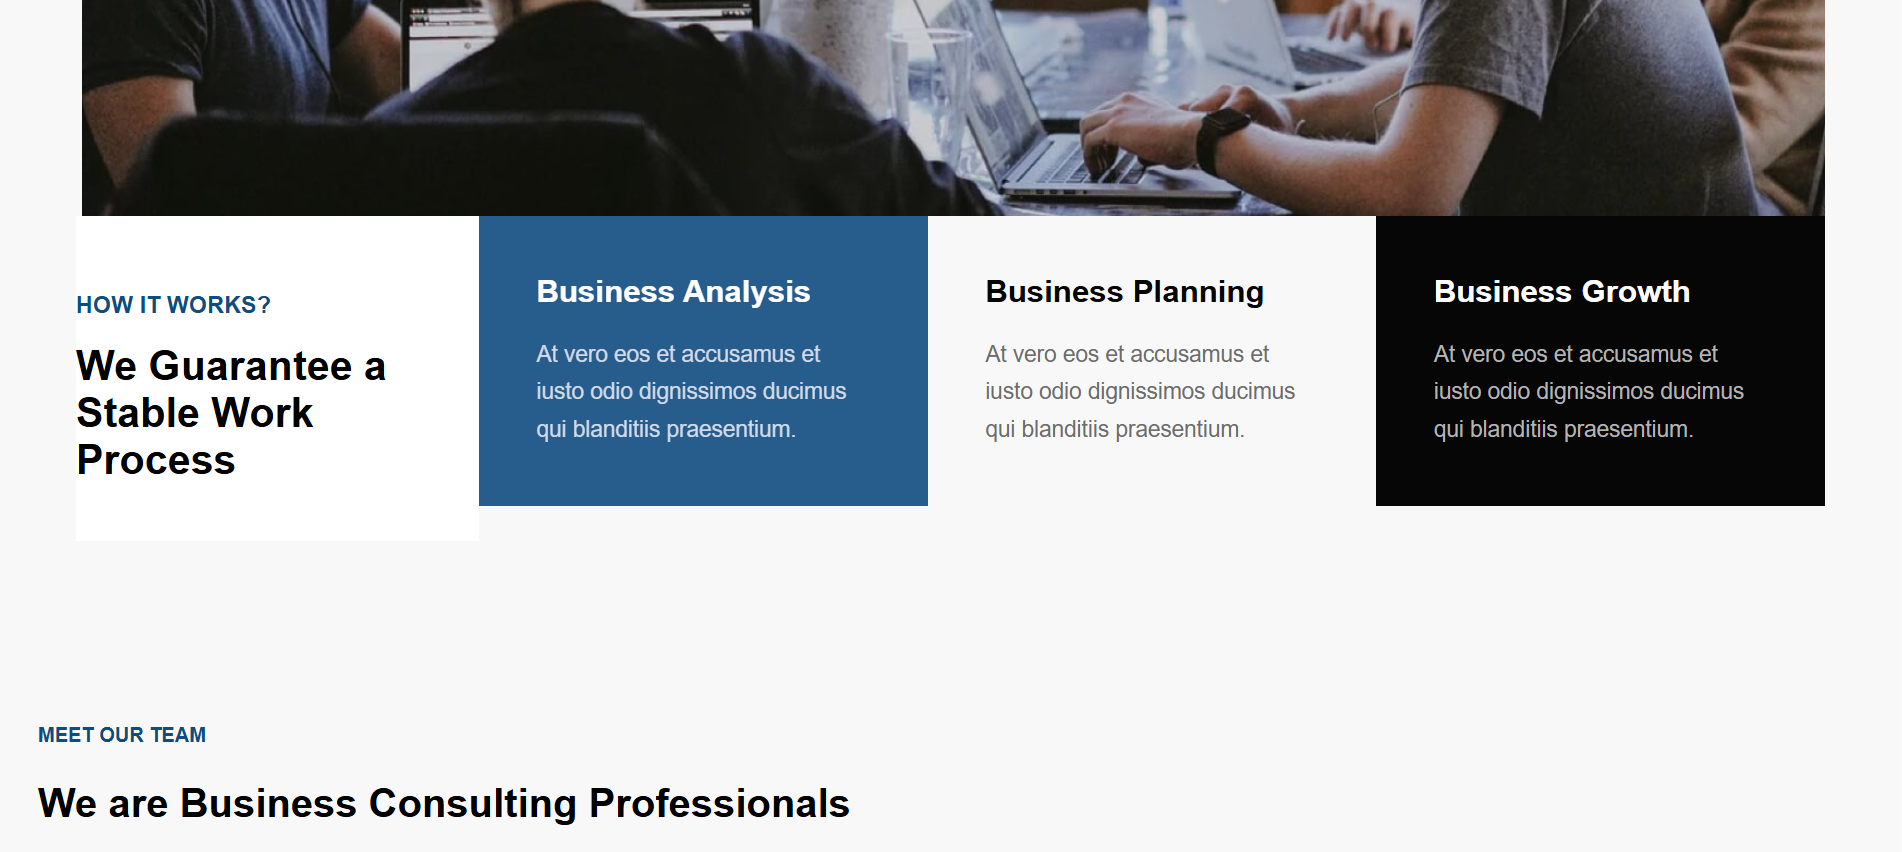 HOW IT WORKS?
We Guarantee a
Stable Work
Process
Business Analysis
At vero eos et accusamus et
iusto odio dignissimos ducimus
qui blanditiis praesentium.
Business Planning
At vero eos et accusamus et
iusto odio dignissimos ducimus
qui blanditiis praesentium.
Business Growth
At vero eos et accusamus et
iusto odio dignissimos ducimus
qui blanditiis praesentium.
MEET OUR TEAM
We are Business Consulting Professionals